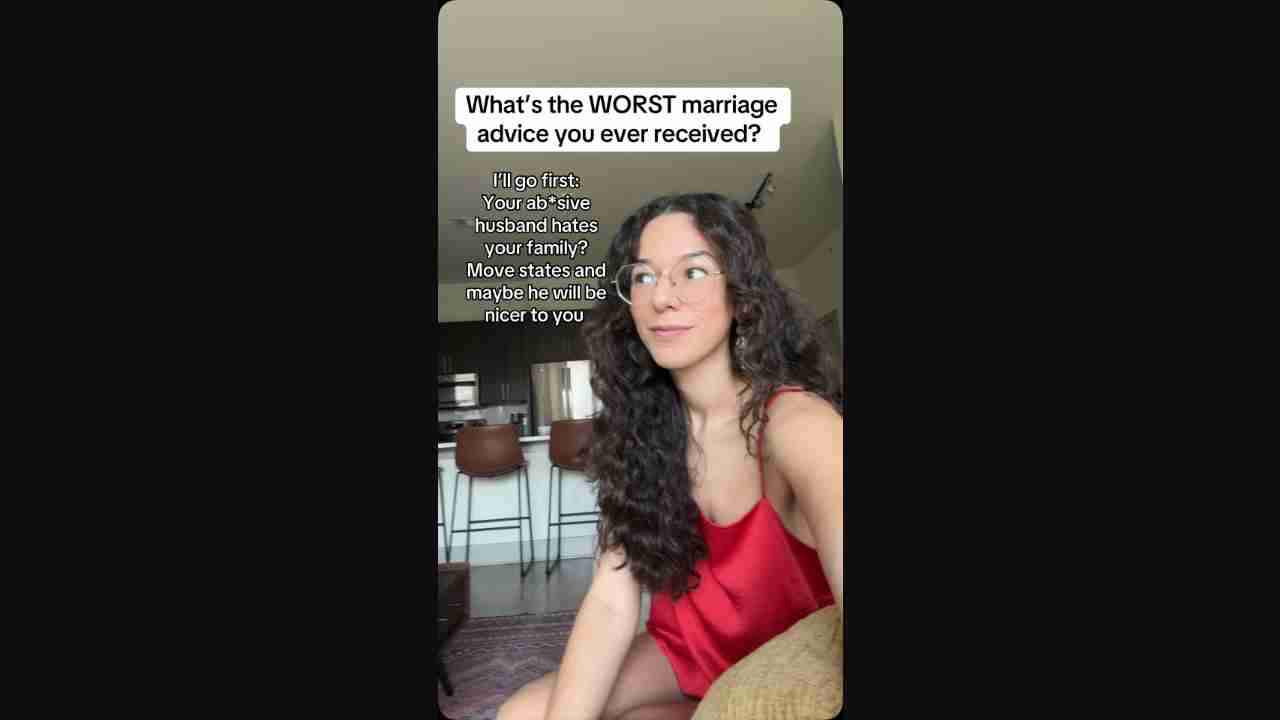 What's the WORST marriage
advice you ever received?
I'll go first:
Your ab*sive
husband hates
your family?
Move states and
maybe he will be
nicer to you